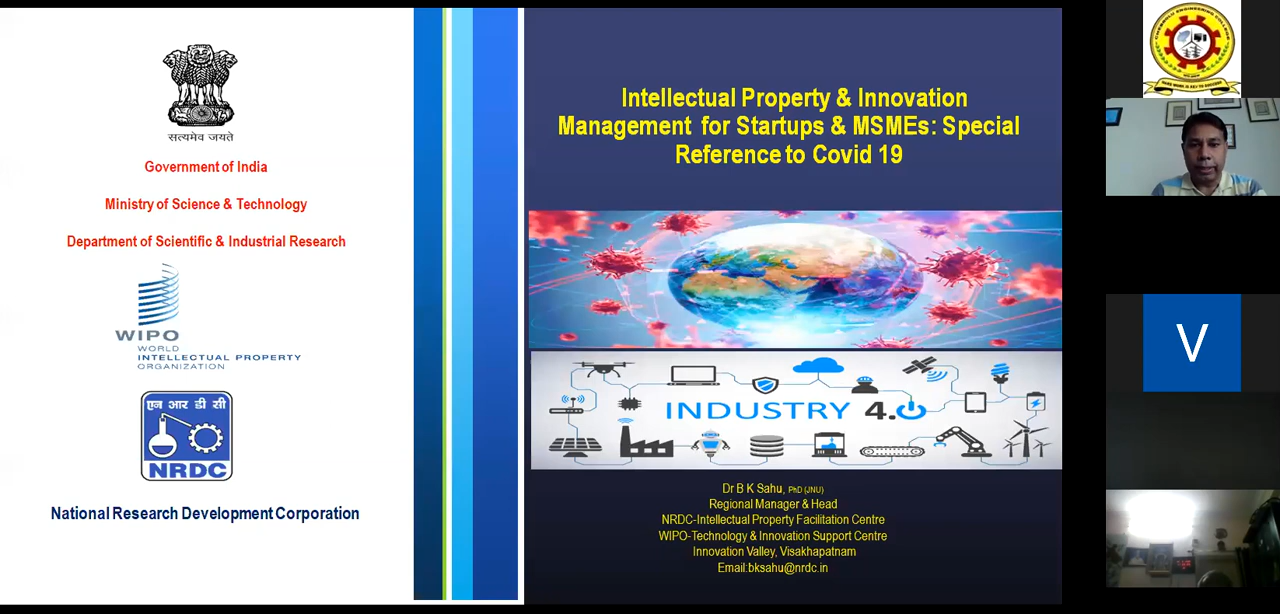 सत्यमेव जयते
Government of India
Ministry of Science & Technology
Department of Scientific & Industrial Research
WIPO
WORLD
INTELLECTUAL PROPERTY
ORGANIZATION
एन आर डी सी
NRDC
National Research Development Corporation
Intellectual Property & Innovation
Management for Startups & MSMEs: Special
Reference to Covid 19
INDUSTRY 4.0
Dr B K Sahu, PhD (JNU)
Regional Manager & Head
NRDC-Intellectual Property Facilitation Centre
WIPO-Technology & Innovation Support Centre
Innovation Valley, Visakhapatnam
Email:bksahu@nrdc.in
V